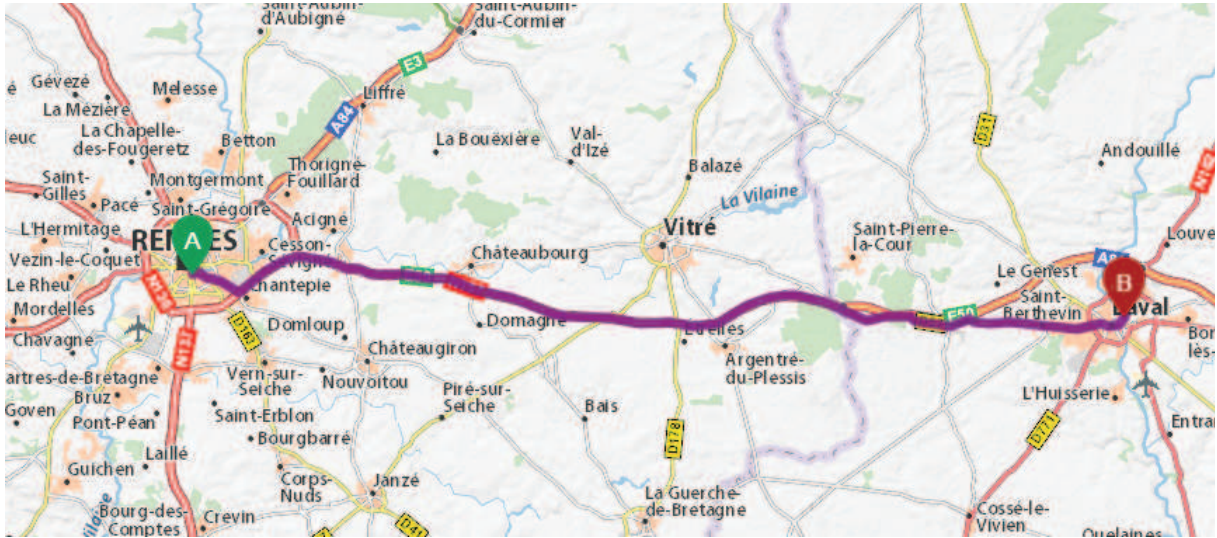 Saint-Aubin-
d'Aubigné
Saint-Aubin-
du-Cormier
E3
Gévezé
Melesse
Liffré
La Mézière
A84
La Chapelle-
des-Fougeretz
Betton
La Bouëxière
Val-
d'Izé
D31
Andouillé
N162
Saint-
Gilles
Thorigné-
Fouillard
Balazé
Montgermont
Pacé
Saint-Grégoire
Acigné
La Vilaine
L'Hermitage
A
Vitré
Saint-Pierre-
la-Cour
Cesson-
Vezin-le-Coquet
Châteaubourg
Le Genest
B
Le Rheu
N136
Chantepie
Saint-
Berthevin
Laval
Mordelles
D163
Domloup
E50
Chavagne
N137
Châteaugiron
Argentré-
du-Plessis
Vern-sur-
Seiche
Nouvoitou
Bruz
Piré-sur-
Seiche
L'Huisserie
Goven
Pont-Péan
Saint-Erblon
Bais
D178
D771
Bourgbarré
Laillé
Guichen
Corps-
Nuds
Janzé
La Guerche-
de-Bretagne
Cossé-le-
Vivien
Bourg-des-
Comptes
Crevin
D41